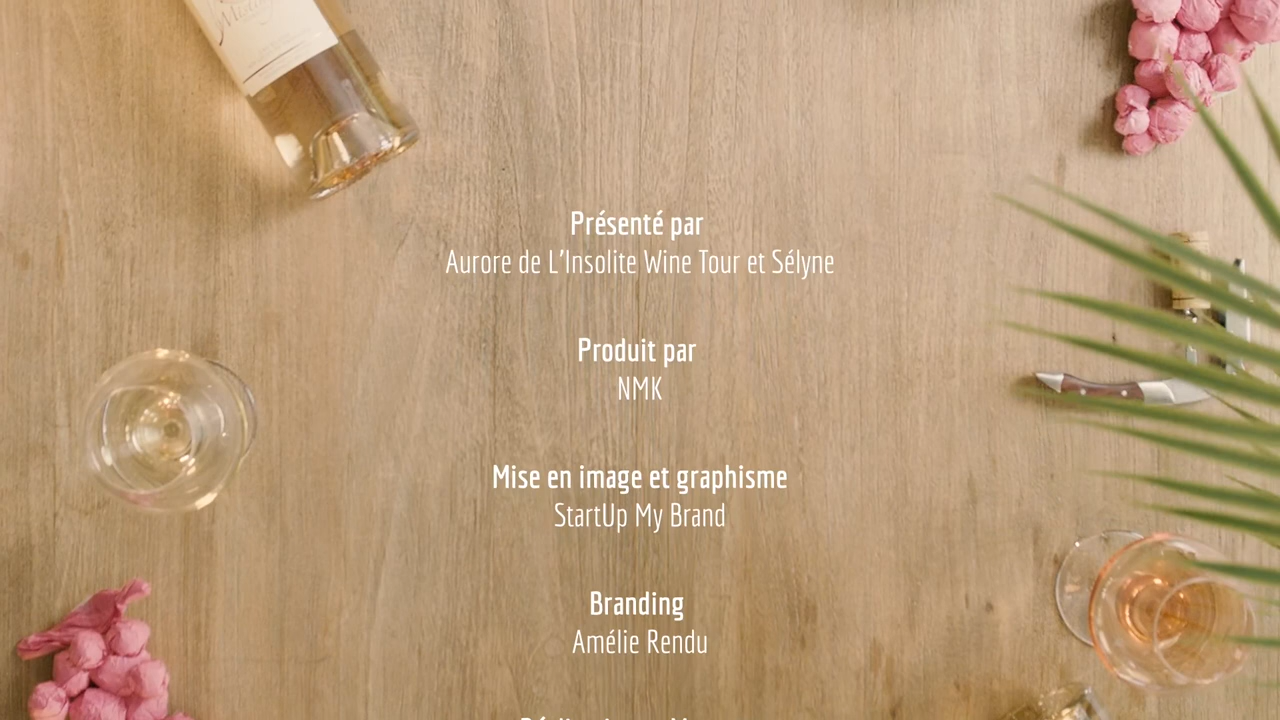 Présenté par
Aurore de L'Insolite Wine Tour et Sélyne
Produit par
NMK
Mise en image et graphisme
StartUp My Brand
Branding
Amélie Rendu